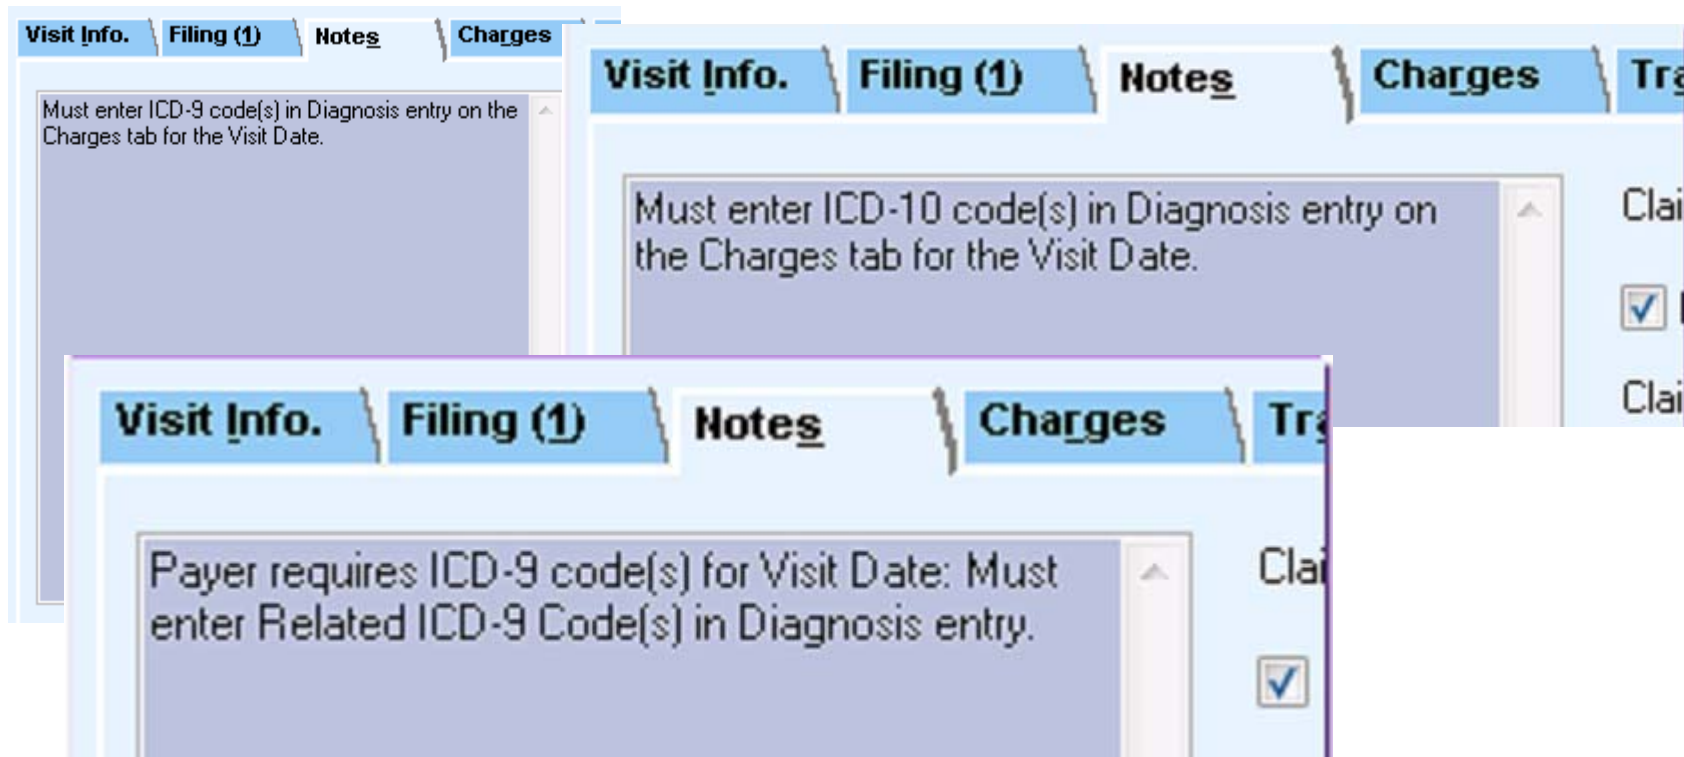 Visit Info. Filing (1) Notes Charges
Must enter ICD-9 code(s) in Diagnosis entry on the
Charges tab for the Visit Date.
Visit Info. Filing (1) Notes Charges
Must enter ICD-10 code(s) in Diagnosis entry on
the Charges tab for the Visit Date.
Visit Info. Filing (1) Notes Charges
Payer requires ICD-9 code(s) for Visit Date: Must
enter Related ICD-9 Code(s) in Diagnosis entry.